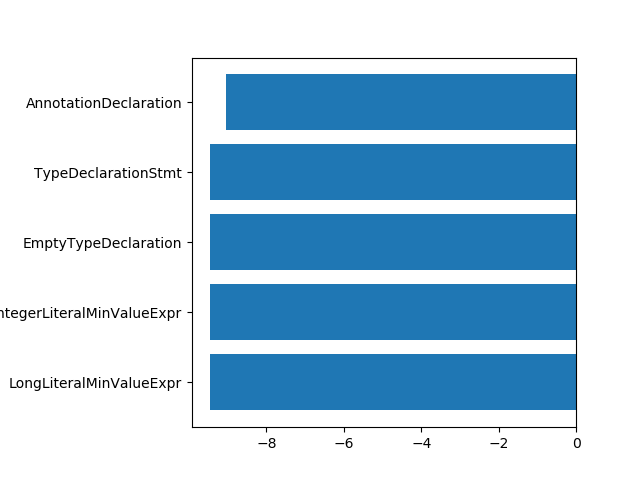 AnnotationDeclaration
TypeDeclarationStmt
EmptyTypeDeclaration
ntegerLiteralMinValueExpr
LongLiteralMinValueExpr
−8 −6 −4 −2 0